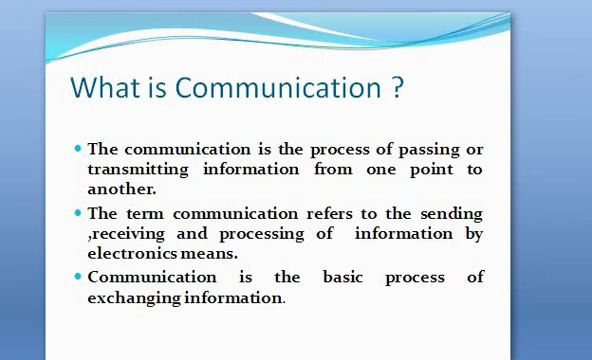 What is Communication ?
The communication is the process of passing or
transmitting information from one point to
another.
The term communication refers to the sending
,receiving and processing of information by
electronics means.
Communication is the basic process of
exchanging information.